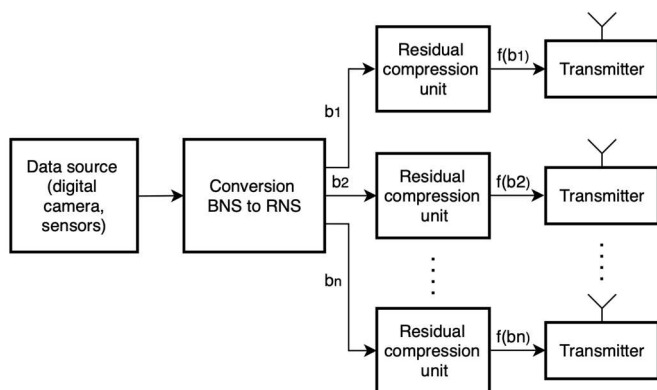 Residual
compression
unit
f(b1)
Transmitter
b1
Data source
(digital
camera,
sensors)
Conversion
BNS to RNS
b2
Residual
compression
unit
f(b2)
Transmitter
bn
Residual
compression
unit
f(bn)
Transmitter